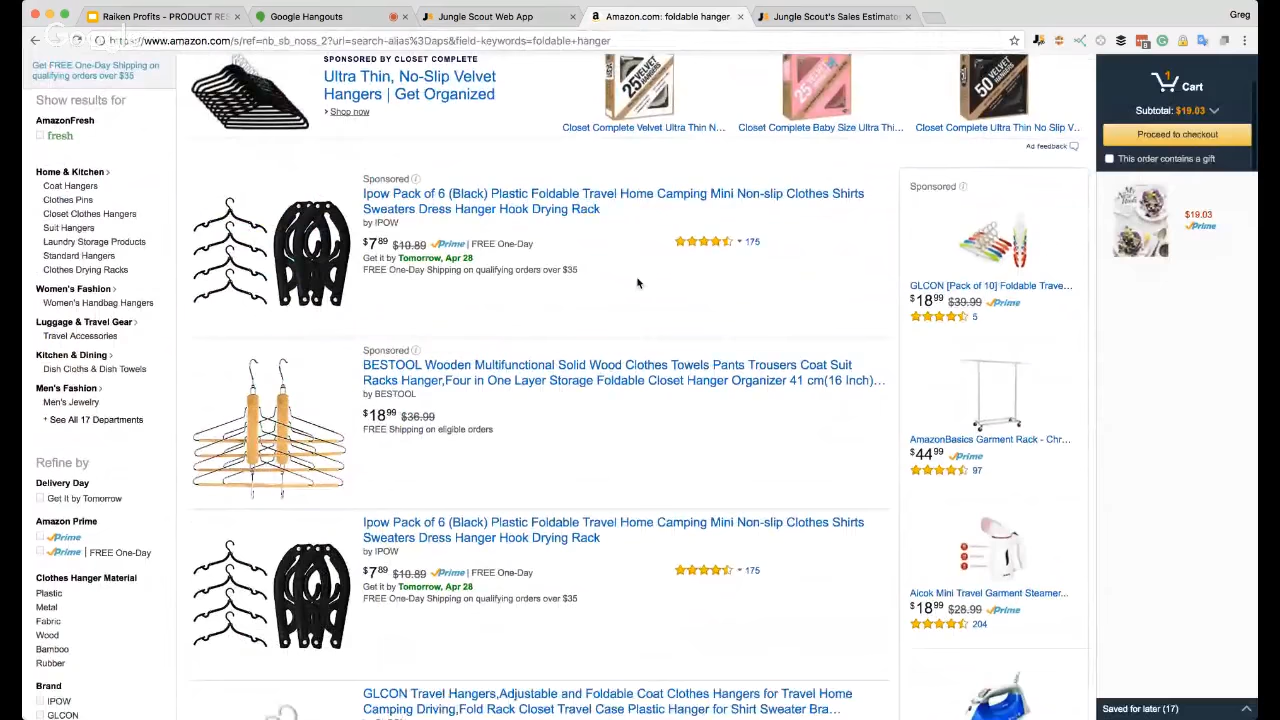 Raiken Profits - PRODUCT RES
Google Hangouts
Jungle Scout Web App
Amazon.com: foldable hanger
Jungle Scout's Sales Estimator
Greg
https://www.amazon.com/s/ref=nb_sb_noss_2?url=search-alias%3Daps&field-keywords=foldable+hanger
Get FREE One-Day Shipping on
qualifying orders over $35
Show results for
AmazonFresh
fresh
Home & Kitchen
Coat Hangers
Clothes Pins
Closet Clothes Hangers
Suit Hangers
Laundry Storage Products
Standard Hangers
Clothes Drying Racks
Women's Fashion
Women's Handbag Hangers
Luggage & Travel Gear
Travel Accessories
Kitchen & Dining
Dish Cloths & Dish Towels
Men's Fashion
Men's Jewelry
+ See All 17 Departments
Refine by
Delivery Day
Get It by Tomorrow
Amazon Prime
Prime
Prime | FREE One-Day
Clothes Hanger Material
Plastic
Metal
Fabric
Wood
Bamboo
Rubber
Brand
IPOW
GLCON
SPONSORED BY CLOSET COMPLETE
Ultra Thin, No-Slip Velvet
Hangers | Get Organized
Shop now
25 VELVET HANGERS
50 VELVET HANGERS
Closet Complete Velvet Ultra Thin N...
Closet Complete Baby Size Ultra Thi...
Closet Complete Ultra Thin No Slip V...
Ad feedback
Sponsored
Ipow Pack of 6 (Black) Plastic Foldable Travel Home Camping Mini Non-slip Clothes Shirts
Sweaters Dress Hanger Hook Drying Rack
by IPOW
$7 89 $10.89 Prime | FREE One-Day
175
Get it by Tomorrow, Apr 28
FREE One-Day Shipping on qualifying orders over $35
Sponsored
BESTOOL Wooden Multifunctional Solid Wood Clothes Towels Pants Trousers Coat Suit
Racks Hanger,Four in One Layer Storage Foldable Closet Hanger Organizer 41 cm(16 Inch)...
by BESTOOL
$18 99 $36.99
FREE Shipping on eligible orders
Ipow Pack of 6 (Black) Plastic Foldable Travel Home Camping Mini Non-slip Clothes Shirts
Sweaters Dress Hanger Hook Drying Rack
by IPOW
$7 89 $10.89 Prime | FREE One-Day
175
Get it by Tomorrow, Apr 28
FREE One-Day Shipping on qualifying orders over $35
GLCON Travel Hangers,Adjustable and Foldable Coat Clothes Hangers for Travel Home
Camping Driving,Fold Rack Closet Travel Case Plastic Hanger for Shirt Sweater Bra...
Sponsored
GLCON [Pack of 10] Foldable Trave...
$18 99 $39.99 Prime
5
AmazonBasics Garment Rack - Chr...
$44 99 Prime
97
Aicok Mini Travel Garment Steamer...
$18 99 $28.99 Prime
204
1
Cart
Subtotal: $19.03
Proceed to checkout
This order contains a gift
$19.03
Prime
Saved for later (17)